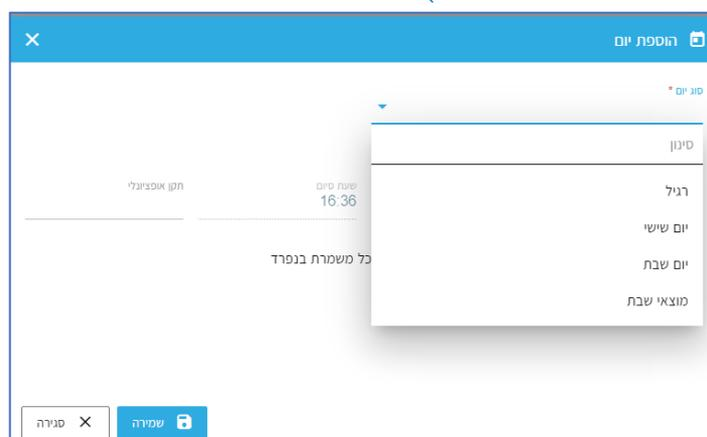 הוספת יום
סוג יום *
סינון
רגיל
יום שישי
יום שבת
מוצאי שבת
שעת סיום
16:36
תקן אופציונלי
כל משמרת בנפרד
שמירה
סגירה